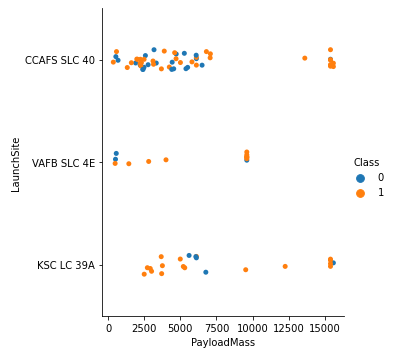 CCAFS SLC 40
VAFB SLC 4E
KSC LC 39A
LaunchSite
0 2500 5000 7500 10000 12500 15000
PayloadMass
Class
0
1